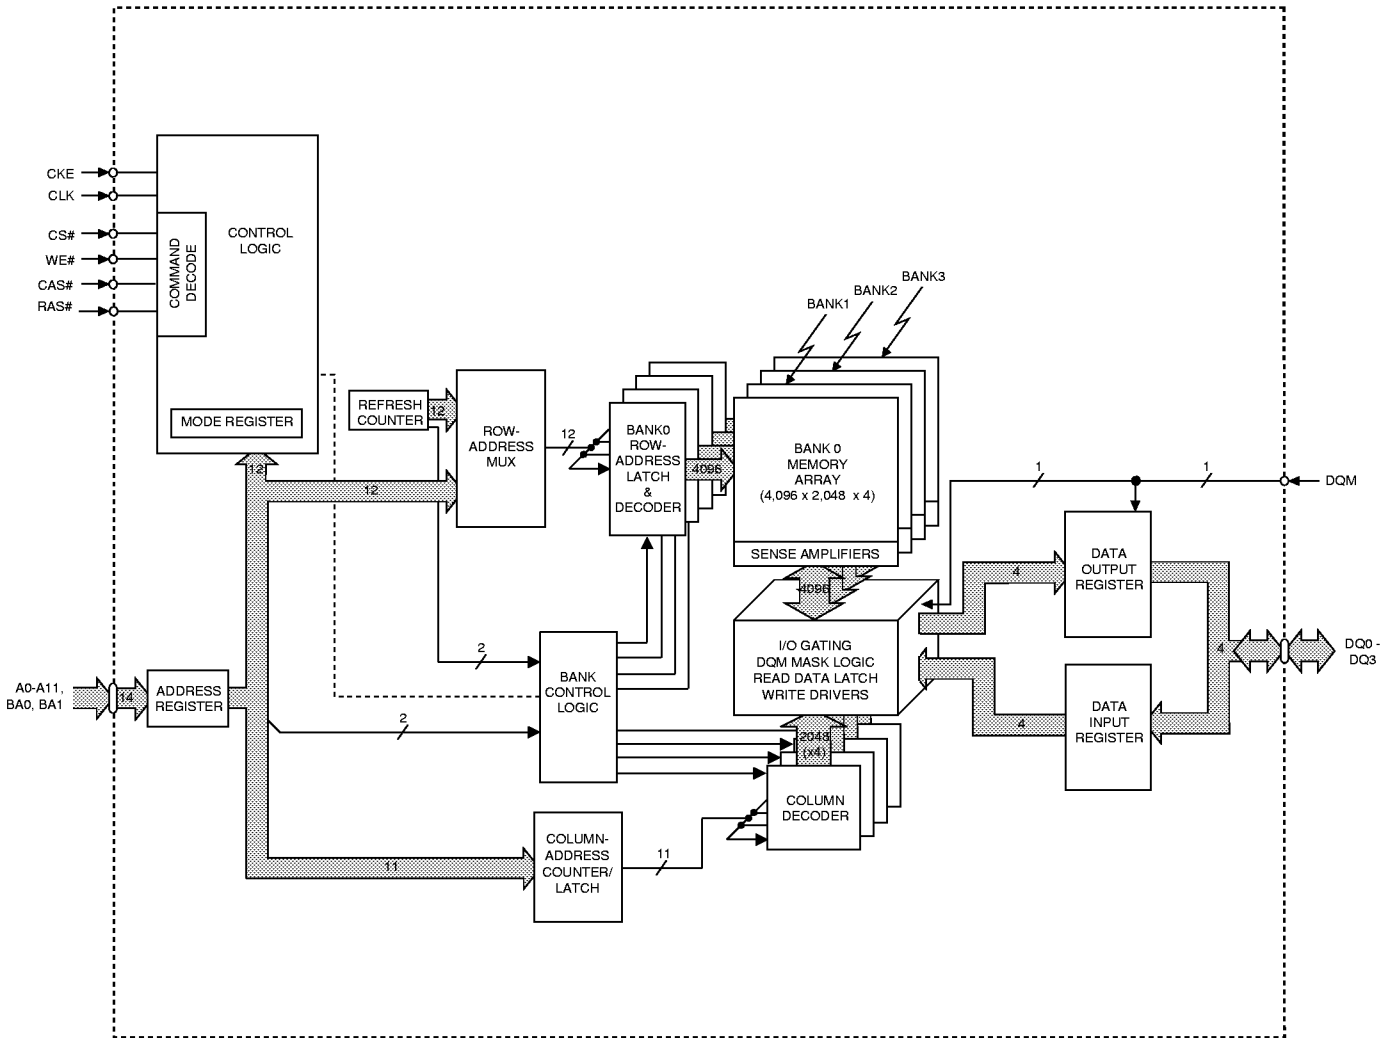 CKE
CLK
CS#
WE#
CAS#
RAS#
COMMAND
DECODE
CONTROL
LOGIC
MODE REGISTER
12
REFRESH
COUNTER
12
12
ROW-
ADDRESS
MUX
12
BANK0
ROW-
ADDRESS
LATCH
&
DECODER
4096
BANK1
BANK2
BANK3
BANK 0
MEMORY
ARRAY
(4,096 x 2,048 x 4)
SENSE AMPLIFIERS
4096
I/O GATING
DQM MASK LOGIC
READ DATA LATCH
WRITE DRIVERS
2048
(x4)
COLUMN
DECODER
1
1
DQM
DATA
OUTPUT
REGISTER
4
4
DQ0 -
DQ3
DATA
INPUT
REGISTER
4
A0-A11,
BA0, BA1
14
ADDRESS
REGISTER
2
2
BANK
CONTROL
LOGIC
11
COLUMN-
ADDRESS
COUNTER/
LATCH
11